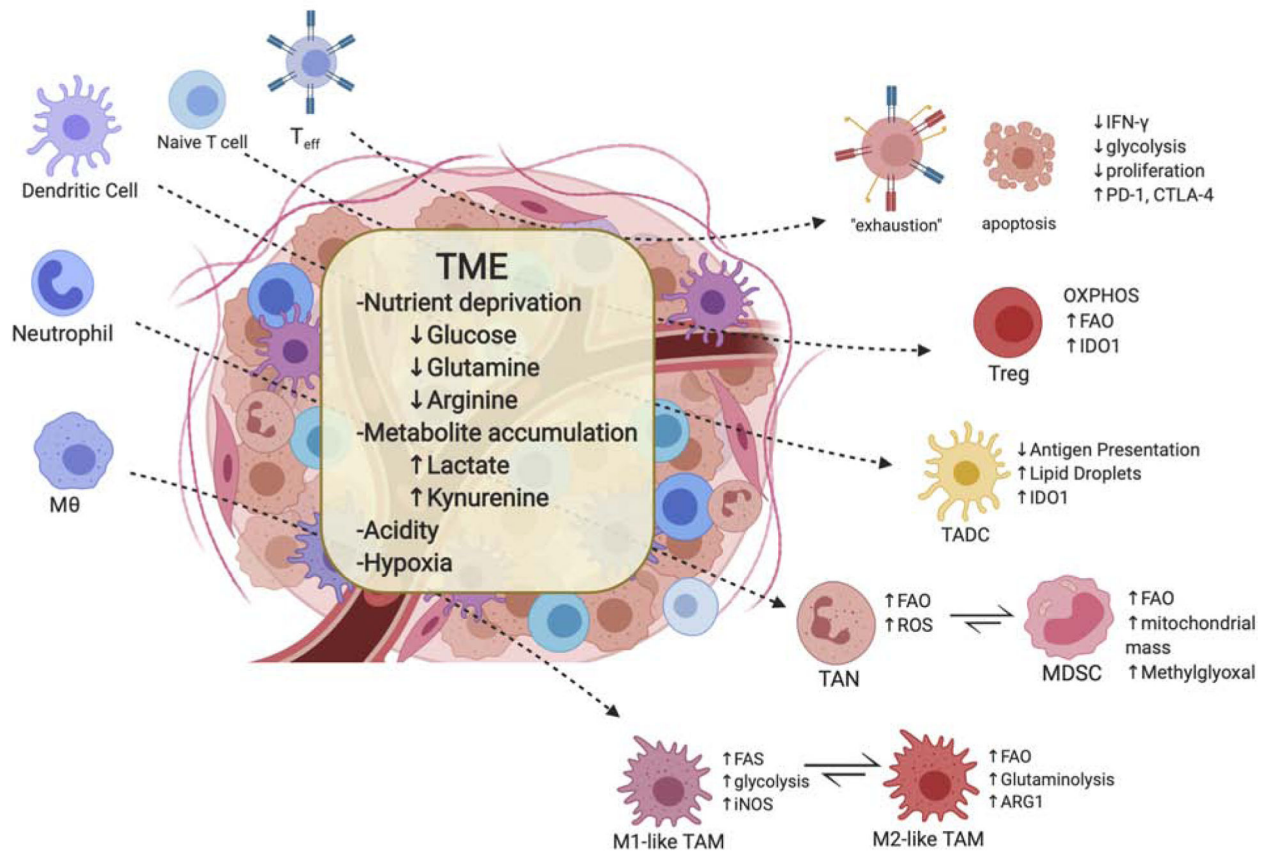 T_eff
Naive T cell
Dendritic Cell
Neutrophil
Mθ
TME
-Nutrient deprivation
↓Glucose
↓Glutamine
↓Arginine
-Metabolite accumulation
↑Lactate
↑Kynurenine
-Acidity
-Hypoxia
"exhaustion"
apoptosis
↓IFN-γ
↓glycolysis
↓proliferation
↑PD-1, CTLA-4
Treg
OXPHOS
↑FAO
↑IDO1
TADC
↓Antigen Presentation
↑Lipid Droplets
↑IDO1
TAN
↑FAO
↑ROS
MDSC
↑FAO
↑mitochondrial
mass
↑Methylglyoxal
M1-like TAM
↑FAS
↑glycolysis
↑iNOS
M2-like TAM
↑FAO
↑Glutaminolysis
↑ARG1